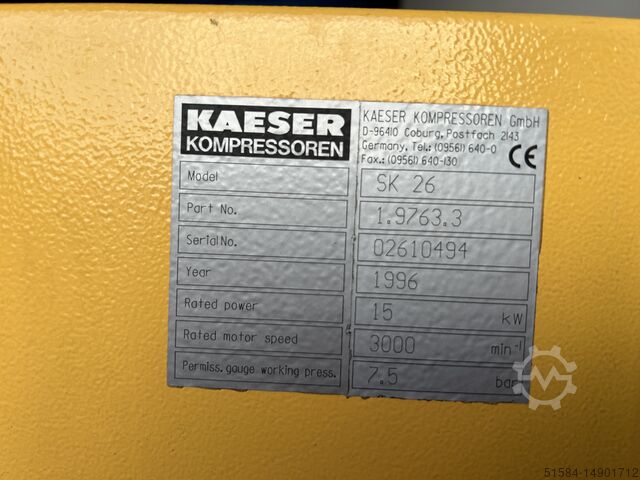 KAESER
KOMPRESSOREN
KAESER KOMPRESSOREN GmbH
D-96410 Coburg, Postfach 2143
Germany, Tel.: (09561) 640-0
Fax.: (09561) 640-130
CE
Model SK 26
Part No. 1.9763.3
Serial No. 02610494
Year 1996
Rated power 15 kW
Rated motor speed 3000 min-1
Permiss. gauge working press. 7.5 bar
51584-14901712